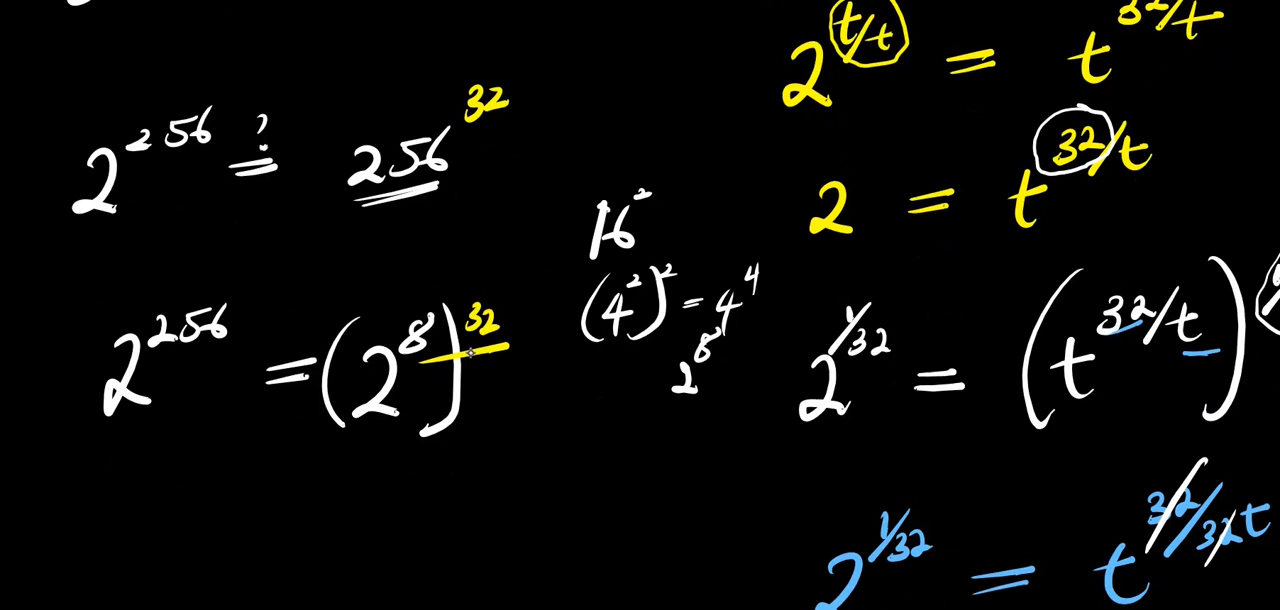 2^{t/t} = t^{32/t}
2^{256} ?= 256^{32}
2 = t^{32/t}
16^2
(4^2)^2 = 4^4
2^8
2^{256} = (2^8)^{32}
2^{1/32} = (t^{32/t})
2^{1/32} = t^{32/32t}